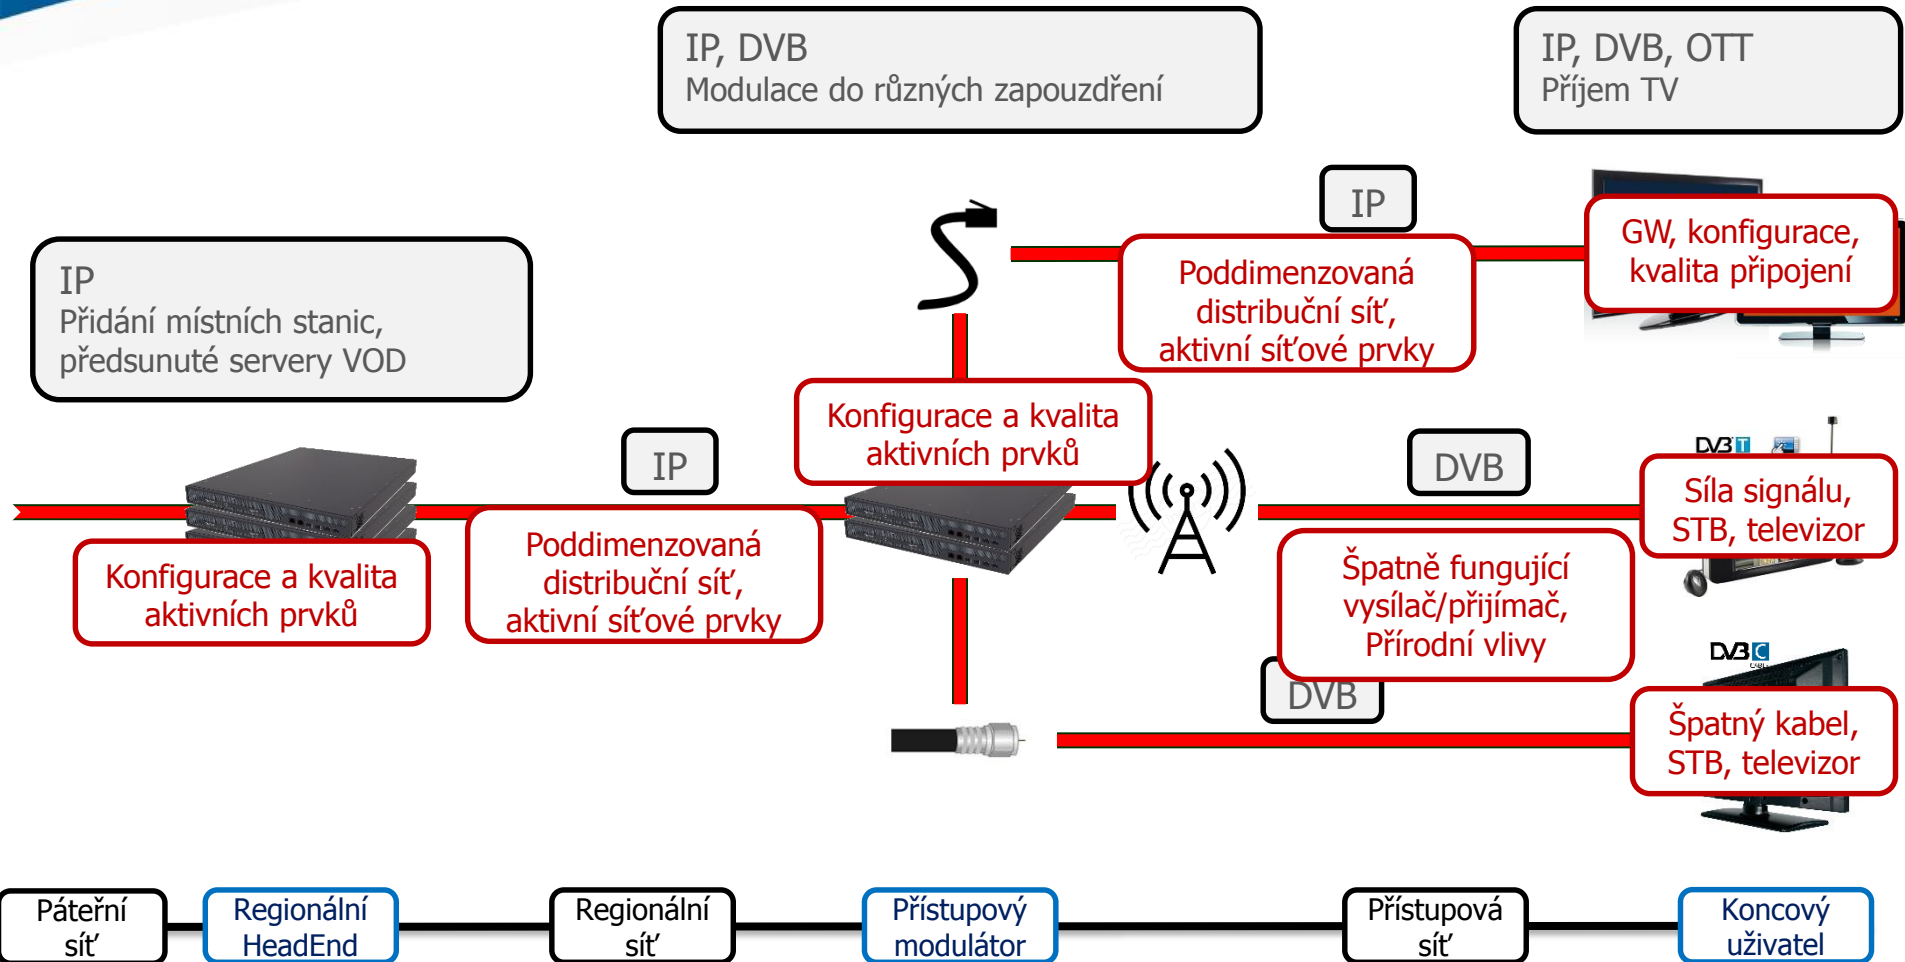 IP, DVB
Modulace do různých zapouzdření
IP, DVB, OTT
Příjem TV
IP
Přidání místních stanic,
předsunuté servery VOD
IP
Poddimenzovaná
distribuční síť,
aktivní síťové prvky
GW, konfigurace,
kvalita připojení
Konfigurace a kvalita
aktivních prvků
IP
Poddimenzovaná
distribuční síť,
aktivní síťové prvky
Konfigurace a kvalita
aktivních prvků
DVB
DVB T
Síla signálu,
STB, televizor
Špatně fungující
vysílač/přijímač,
Přírodní vlivy
DVB
DVB C
Špatný kabel,
STB, televizor
Páteřní
síť
Regionální
HeadEnd
Regionální
síť
Přístupový
modulátor
Přístupová
síť
Koncový
uživatel